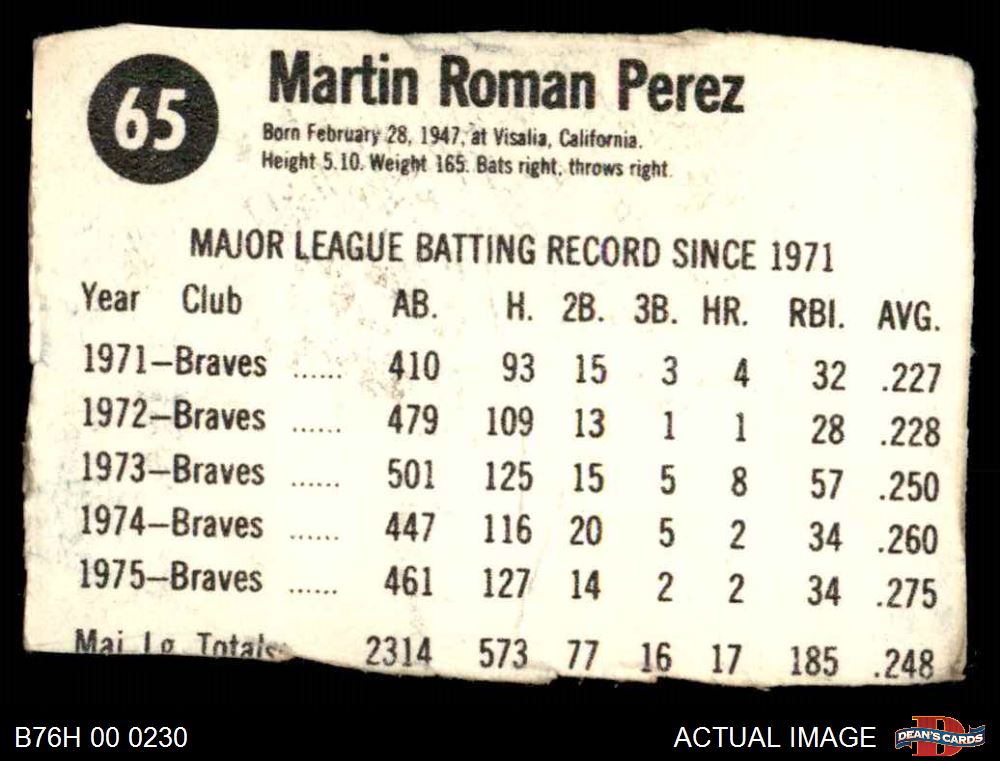 65
Martin Roman Perez
Born February 28, 1947, at Visalia, California.
Height 5.10. Weight 165. Bats right, throws right.
MAJOR LEAGUE BATTING RECORD SINCE 1971
Year Club AB. H. 2B. 3B. HR. RBI. AVG.
1971—Braves ...... 410 93 15 3 4 32 .227
1972—Braves ...... 479 109 13 1 1 28 .228
1973—Braves ...... 501 125 15 5 8 57 .250
1974—Braves ...... 447 116 20 5 2 34 .260
1975—Braves ...... 461 127 14 2 2 34 .275
Maj. Lg. Totals 2314 573 77 16 17 185 .248
B76H 00 0230
ACTUAL IMAGE
D
DEAN'S CARDS